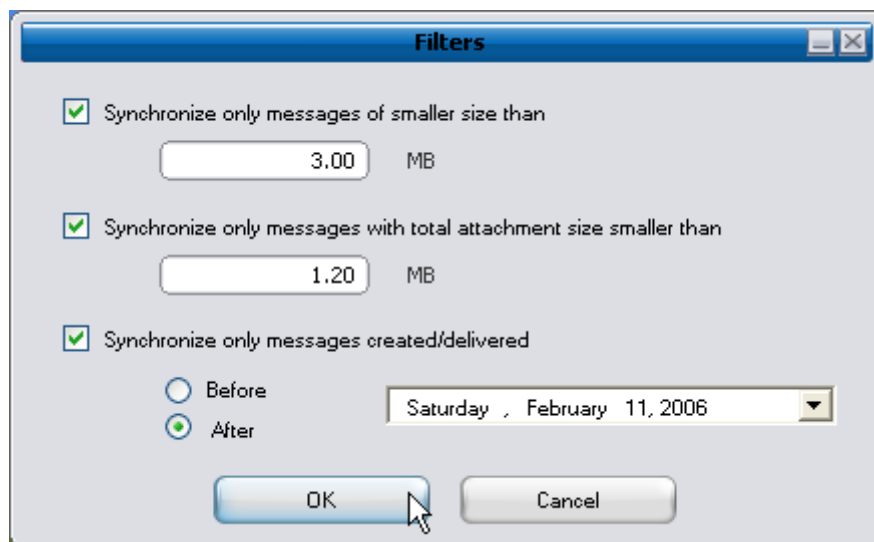 Filters
Synchronize only messages of smaller size than
3.00 MB
Synchronize only messages with total attachment size smaller than
1.20 MB
Synchronize only messages created/delivered
Before
After
Saturday , February 11, 2006
OK Cancel